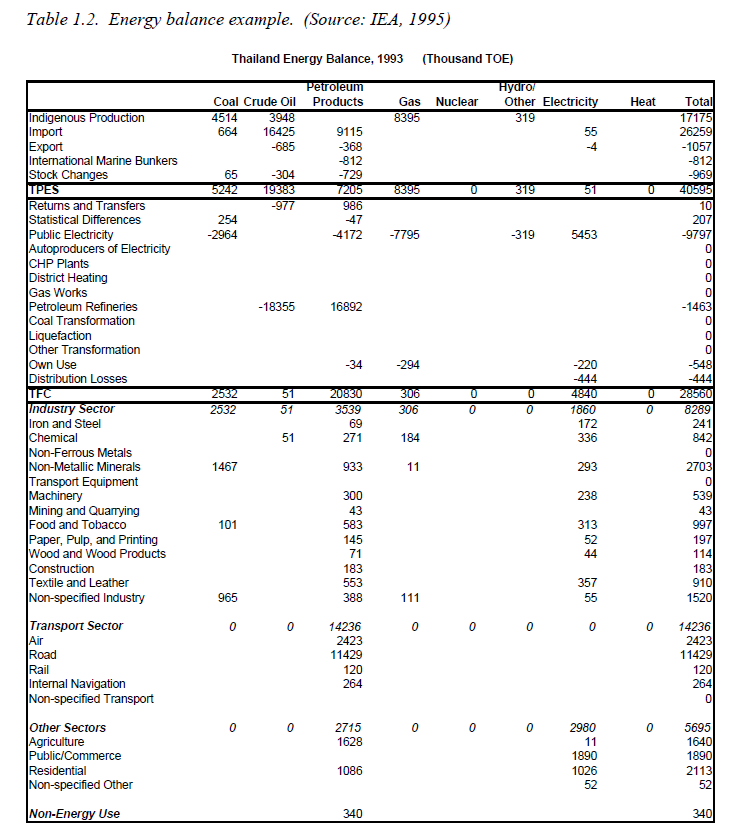 Table 1.2.  Energy balance example.  (Source: IEA, 1995)
Thailand Energy Balance, 1993 (Thousand TOE)
Petroleum Hydro/
Coal Crude Oil Products Gas Nuclear Other Electricity Heat Total
Indigenous Production 4514 3948 8395 319 17175
Import 664 16425 9115 55 26259
Export -685 -368 -4 -1057
International Marine Bunkers -812 -812
Stock Changes 65 -304 -729 -969
TPES 5242 19383 7205 8395 0 319 51 0 40595
Returns and Transfers -977 986 10
Statistical Differences 254 -47 207
Public Electricity -2964 -4172 -7795 -319 5453 -9797
Autoproducers of Electricity 0
CHP Plants 0
District Heating 0
Gas Works 0
Petroleum Refineries -18355 16892 -1463
Coal Transformation 0
Liquefaction 0
Other Transformation 0
Own Use -34 -294 -220 -548
Distribution Losses -444 -444
TFC 2532 51 20830 306 0 0 4840 0 28560
Industry Sector 2532 51 3539 306 0 0 1860 0 8289
Iron and Steel 69 172 241
Chemical 51 271 184 336 842
Non-Ferrous Metals 0
Non-Metallic Minerals 1467 933 11 293 2703
Transport Equipment 0
Machinery 300 238 539
Mining and Quarrying 43 43
Food and Tobacco 101 583 313 997
Paper, Pulp, and Printing 145 52 197
Wood and Wood Products 71 44 114
Construction 183 183
Textile and Leather 553 357 910
Non-specified Industry 965 388 111 55 1520
Transport Sector 0 0 14236 0 0 0 0 0 14236
Air 2423 2423
Road 11429 11429
Rail 120 120
Internal Navigation 264 264
Non-specified Transport 0
Other Sectors 0 0 2715 0 0 0 2980 0 5695
Agriculture 1628 11 1640
Public/Commerce 1890 1890
Residential 1086 1026 2113
Non-specified Other 52 52
Non-Energy Use 340 340